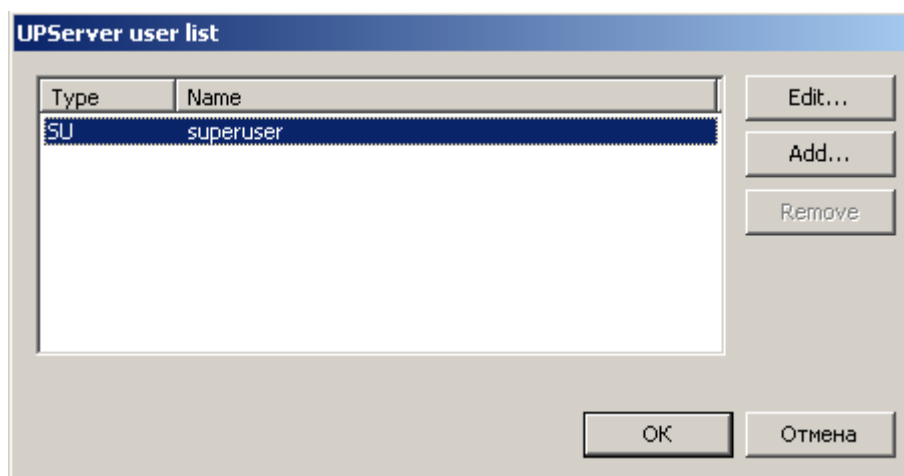 UPServer user list
Type Name
SU superuser
Edit...
Add...
Remove
OK
Отмена